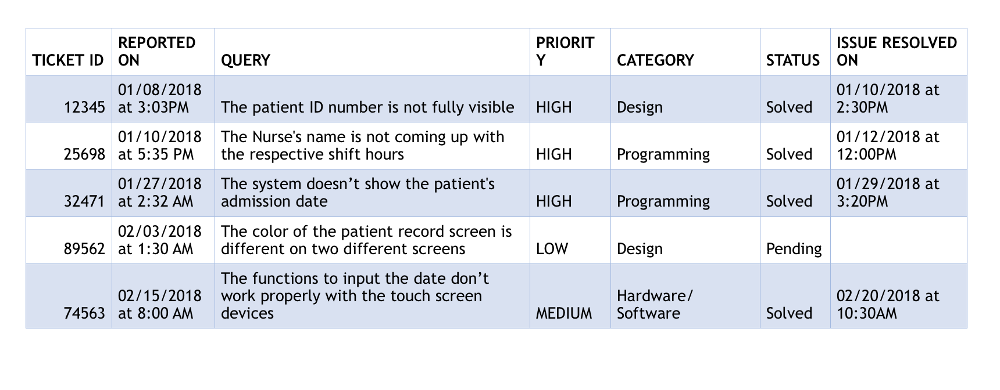 TICKET ID
REPORTED
ON
QUERY
PRIORIT
Y
CATEGORY
STATUS
ISSUE RESOLVED
ON
12345
01/08/2018
at 3:03PM
The patient ID number is not fully visible
HIGH
Design
Solved
01/10/2018 at
2:30PM
25698
01/10/2018
at 5:35 PM
The Nurse's name is not coming up with
the respective shift hours
HIGH
Programming
Solved
01/12/2018 at
12:00PM
32471
01/27/2018
at 2:32 AM
The system doesn’t show the patient's
admission date
HIGH
Programming
Solved
01/29/2018 at
3:20PM
89562
02/03/2018
at 1:30 AM
The color of the patient record screen is
different on two different screens
LOW
Design
Pending
74563
02/15/2018
at 8:00 AM
The functions to input the date don’t
work properly with the touch screen
devices
MEDIUM
Hardware/
Software
Solved
02/20/2018 at
10:30AM